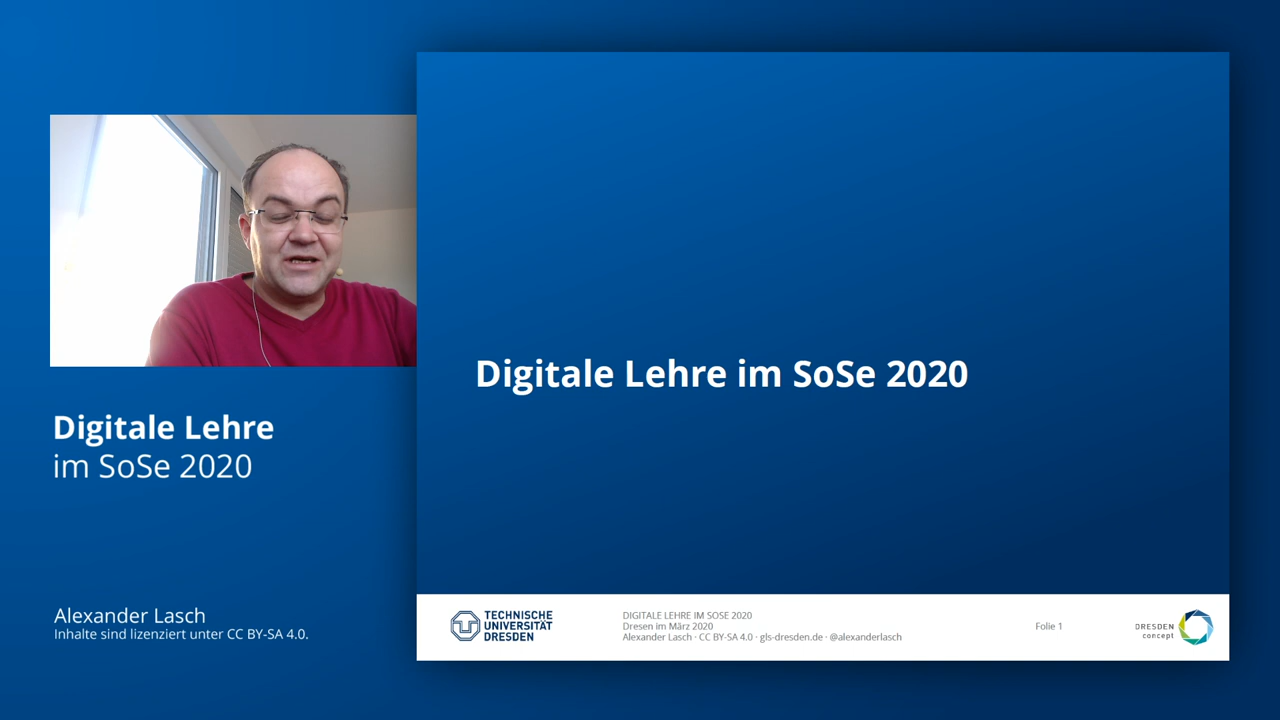 Digitale Lehre im SoSe 2020
Digitale Lehre
im SoSe 2020
Alexander Lasch
Inhalte sind lizenziert unter CC BY-SA 4.0.
TECHNISCHE
UNIVERSITÄT
DRESDEN
DIGITALE LEHRE IM SOSE 2020
Dresen im März 2020
Alexander Lasch · CC BY-SA 4.0 · gls-dresden.de · @alexanderlasch
Folie 1
DRESDEN
concept